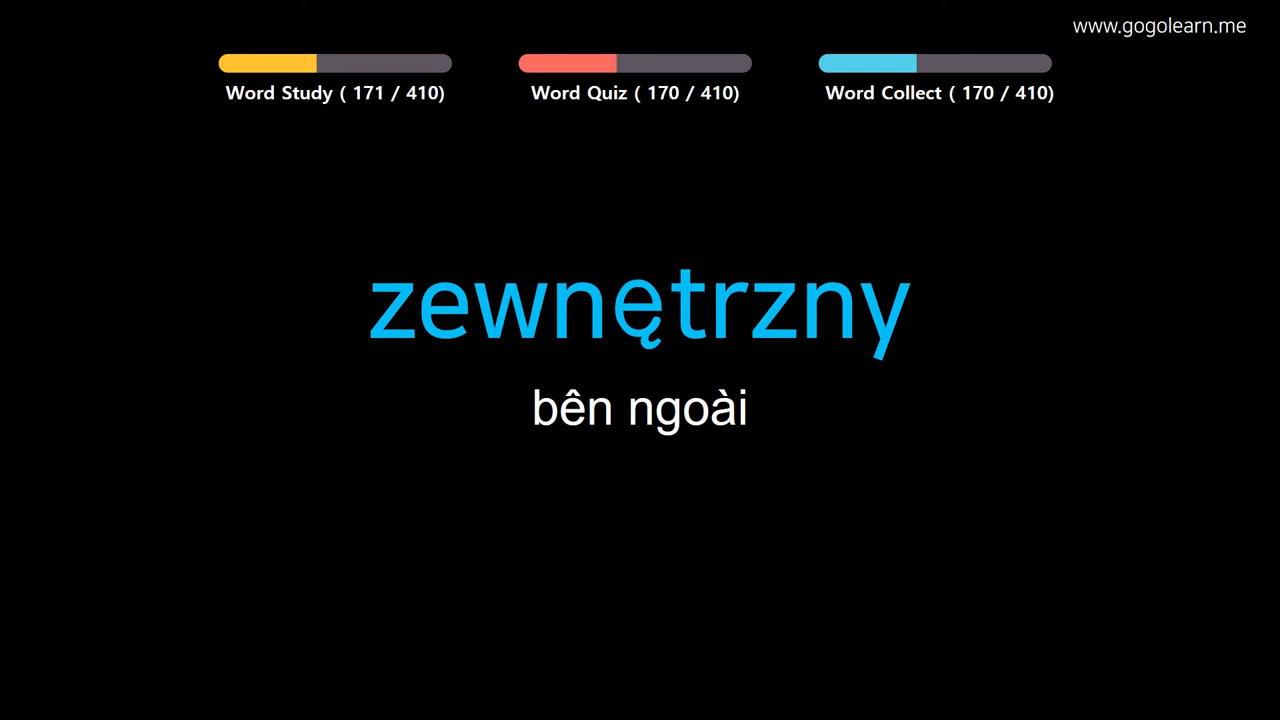 www.gogolearn.me
Word Study ( 171 / 410)
Word Quiz ( 170 / 410)
Word Collect ( 170 / 410)
zewnętrzny
bên ngoài